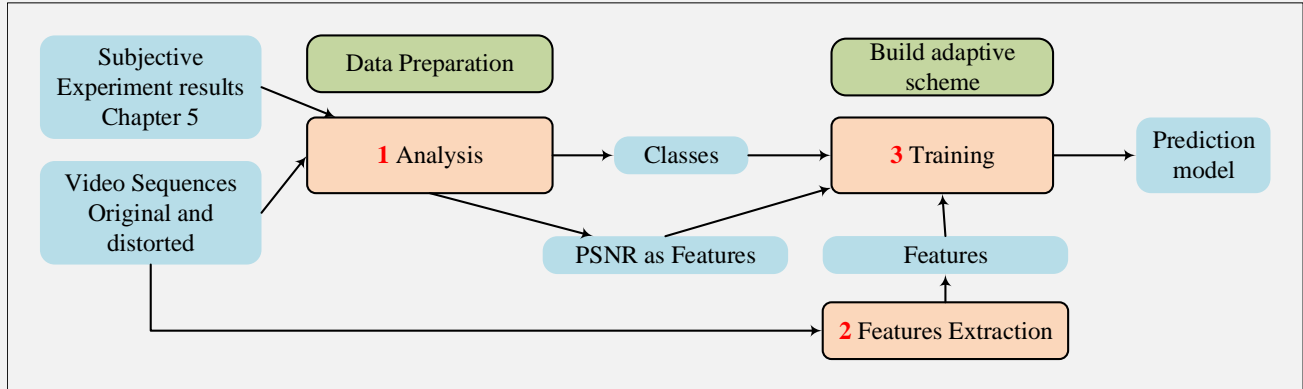 Subjective
Experiment results
Chapter 5
Data Preparation
Build adaptive
scheme
1 Analysis
Classes
3 Training
Prediction
model
Video Sequences
Original and
distorted
PSNR as Features
Features
2 Features Extraction